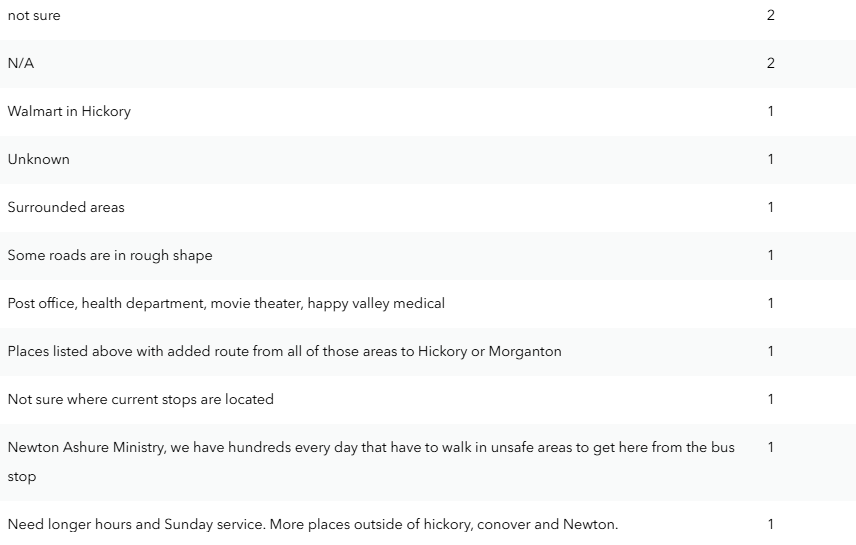 not sure 2
N/A 2
Walmart in Hickory 1
Unknown 1
Surrounded areas 1
Some roads are in rough shape 1
Post office, health department, movie theater, happy valley medical 1
Places listed above with added route from all of those areas to Hickory or Morganton 1
Not sure where current stops are located 1
Newton Ashure Ministry, we have hundreds every day that have to walk in unsafe areas to get here from the bus 1
stop
Need longer hours and Sunday service. More places outside of hickory, conover and Newton. 1